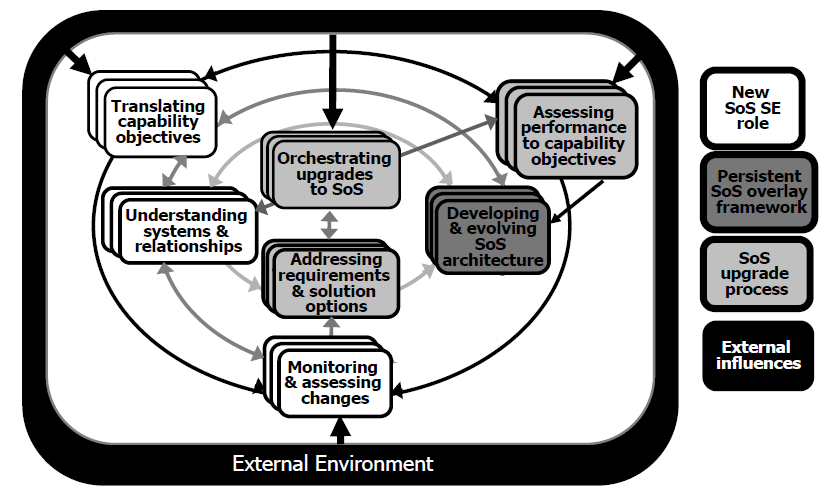 Translating
capability
objectives
Assessing
performance
to capability
objectives
Orchestrating
upgrades
to SoS
Understanding
systems &
relationships
Developing
& evolving
SoS
architecture
Addressing
requirements
& solution
options
Monitoring
& assessing
changes
External Environment
New
SoS SE
role
Persistent
SoS overlay
framework
SoS
upgrade
process
External
influences